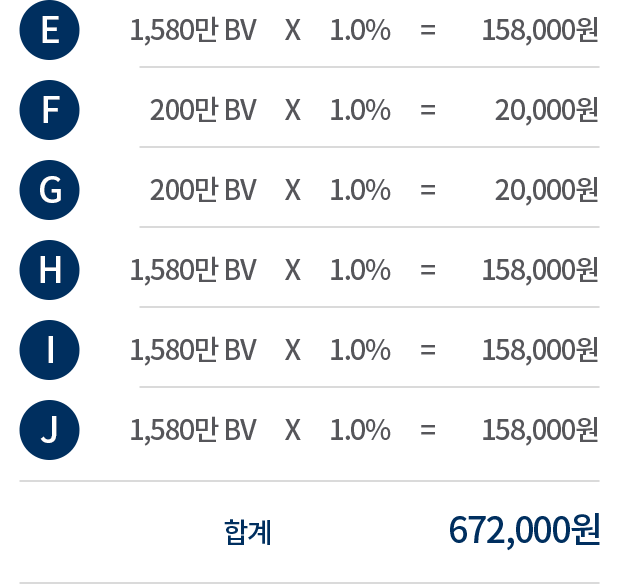 E 1,580만 BV X 1.0% = 158,000원
F 200만 BV X 1.0% = 20,000원
G 200만 BV X 1.0% = 20,000원
H 1,580만 BV X 1.0% = 158,000원
I 1,580만 BV X 1.0% = 158,000원
J 1,580만 BV X 1.0% = 158,000원
합계 672,000원